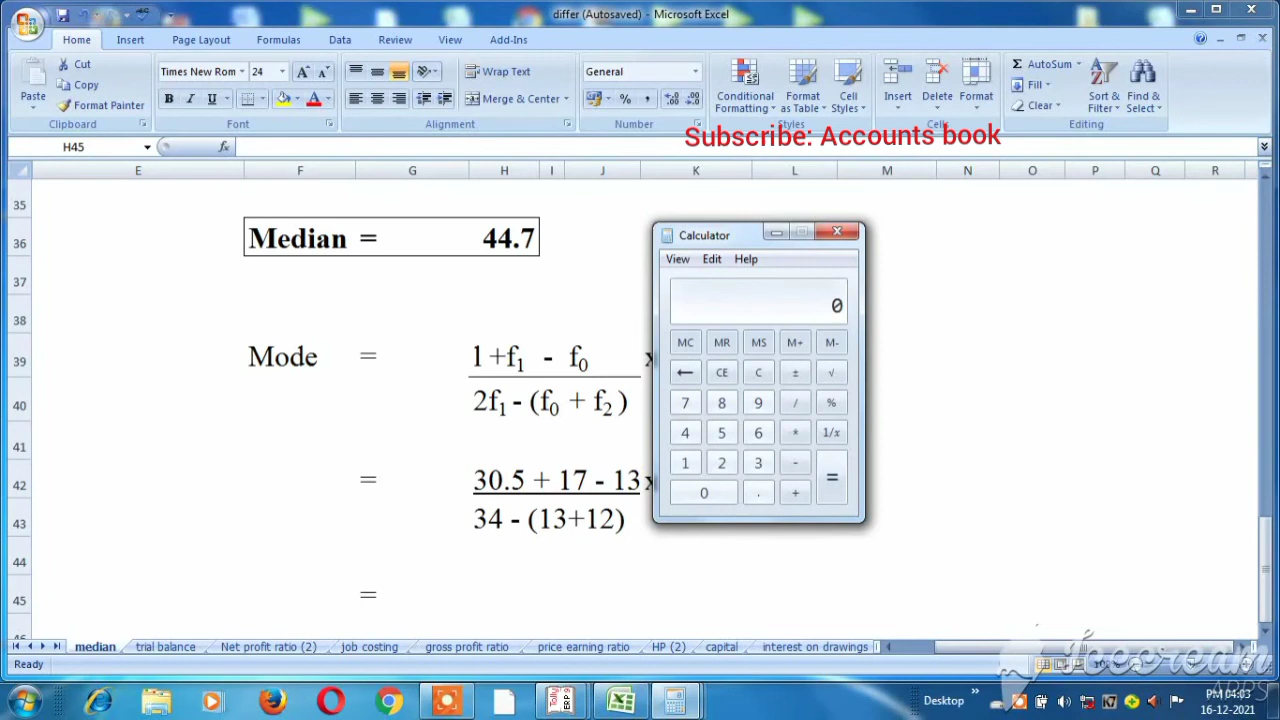 differ (Autosaved) - Microsoft Excel
Home Insert Page Layout Formulas Data Review View Add-Ins
Paste Cut Copy Format Painter Clipboard
Times New Rom 24 B I U Font
Wrap Text Merge & Center Alignment
General % , Number
Conditional Formatting Format as Table Cell Styles Styles
Insert Delete Format Cells
Σ AutoSum Fill Clear Sort & Filter Find & Select Editing
Subscribe: Accounts book
H45 fx
E F G H I J K L M N O P Q R
35
36 Median = 44.7
37
38
39 Mode = l +f₁ - f₀ x
40 2f₁ - (f₀ + f₂ )
41
42 = 30.5 + 17 - 13 x
43 34 - (13+12)
44
45 =
46
Calculator
View Edit Help
0
MC MR MS M+ M-
← CE C ± √
7 8 9 / %
4 5 6 * 1/x
1 2 3 - =
0 . +
median trial balance Net profit ratio (2) job costing gross profit ratio price earning ratio HP (2) capital interest on drawings
Ready
Icecream
APPS
Desktop »
PM 04:03
16-12-2021